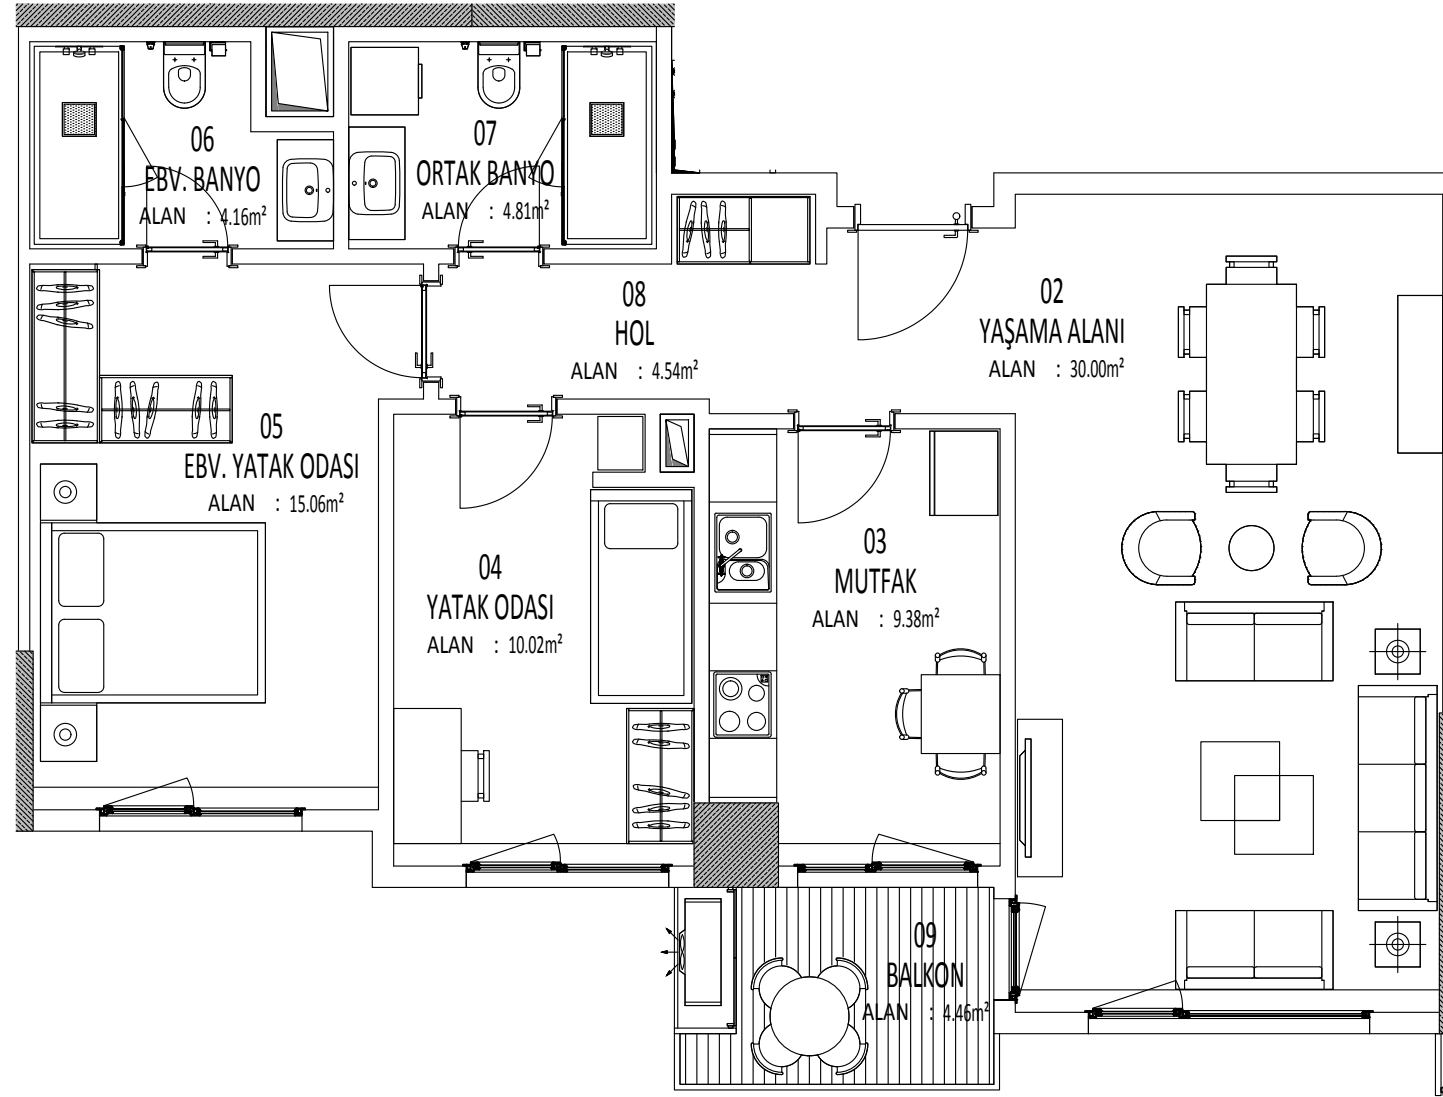 06
EBV. BANYO
ALAN : 4.16m²
07
ORTAK BANYO
ALAN : 4.81m²
08
HOL
ALAN : 4.54m²
02
YAŞAMA ALANI
ALAN : 30.00m²
05
EBV. YATAK ODASI
ALAN : 15.06m²
04
YATAK ODASI
ALAN : 10.02m²
03
MUTFAK
ALAN : 9.38m²
09
BALKON
ALAN : 4.46m²